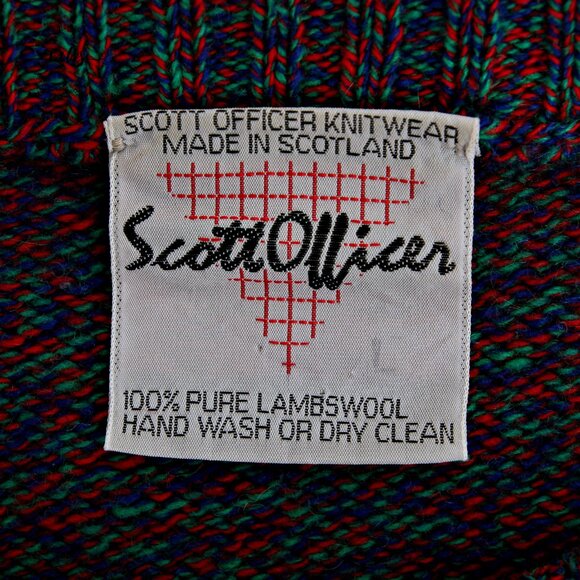 SCOTT OFFICER KNITWEAR
MADE IN SCOTLAND
Scott Officer
L
100% PURE LAMBSWOOL
HAND WASH OR DRY CLEAN